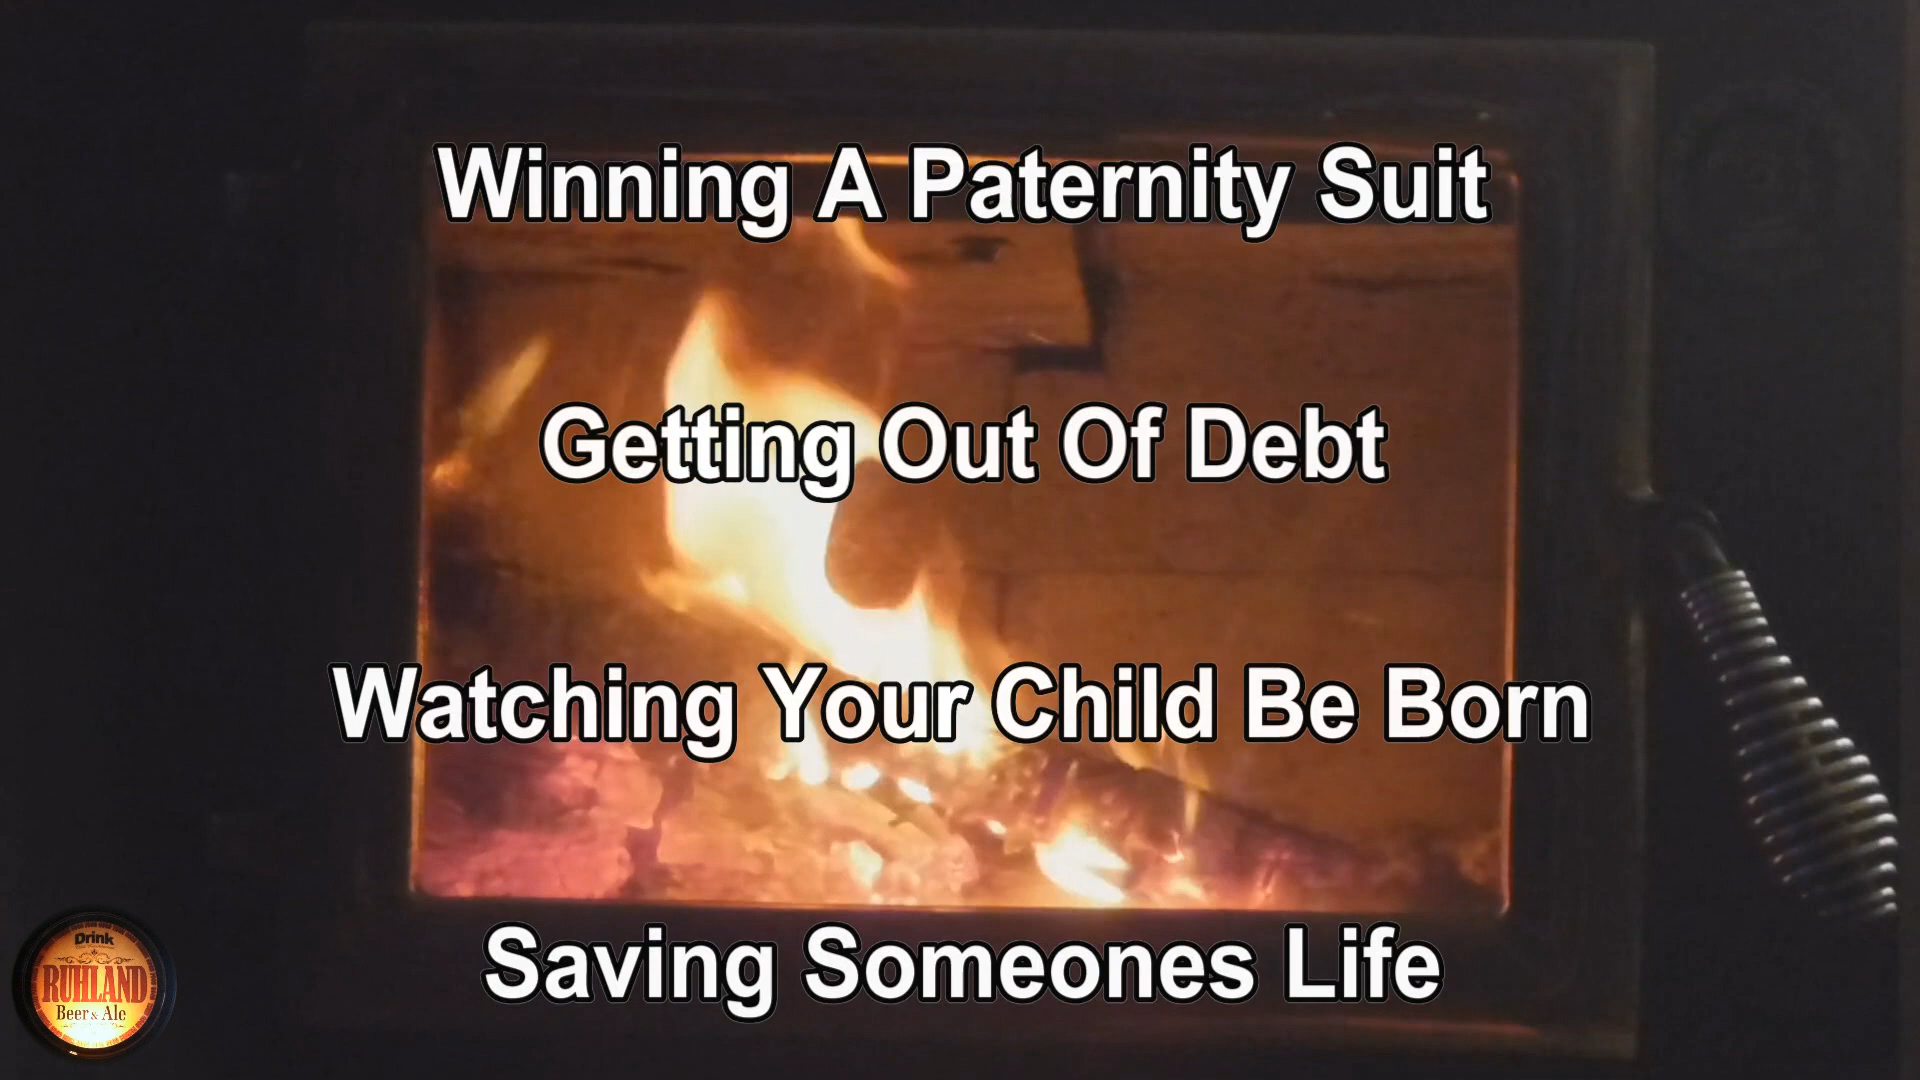 Winning A Paternity Suit
Getting Out Of Debt
Watching Your Child Be Born
Saving Someones Life
Drink
RUHLAND
Beer & Ale